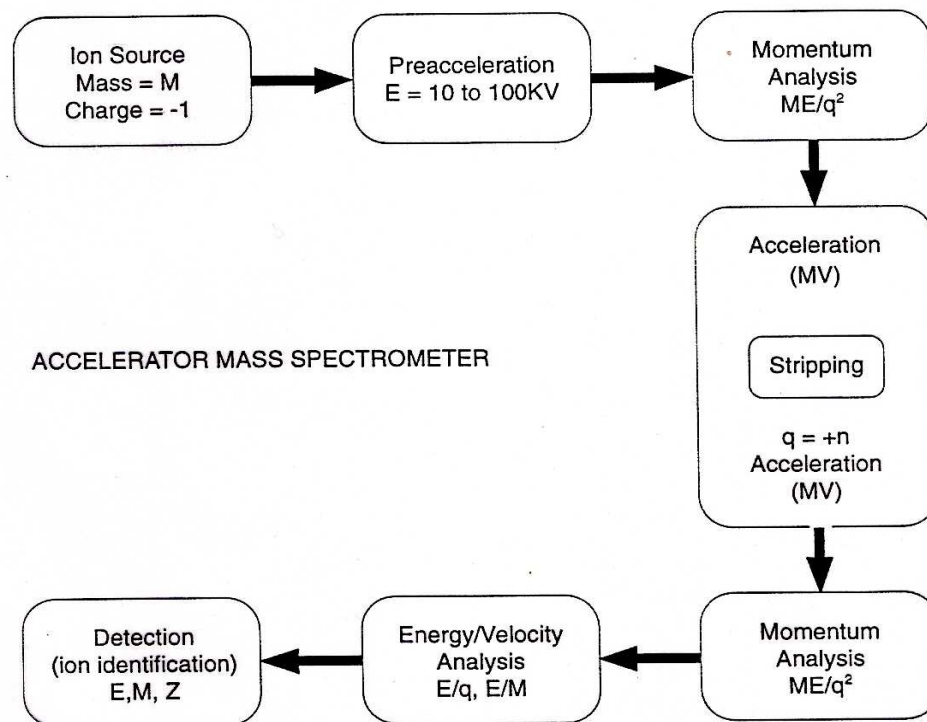 Ion Source
Mass = M
Charge = -1
Preacceleration
E = 10 to 100KV
Momentum
Analysis
ME/q²
Acceleration
(MV)
Stripping
q = +n
Acceleration
(MV)
ACCELERATOR MASS SPECTROMETER
Momentum
Analysis
ME/q²
Energy/Velocity
Analysis
E/q, E/M
Detection
(ion identification)
E,M, Z